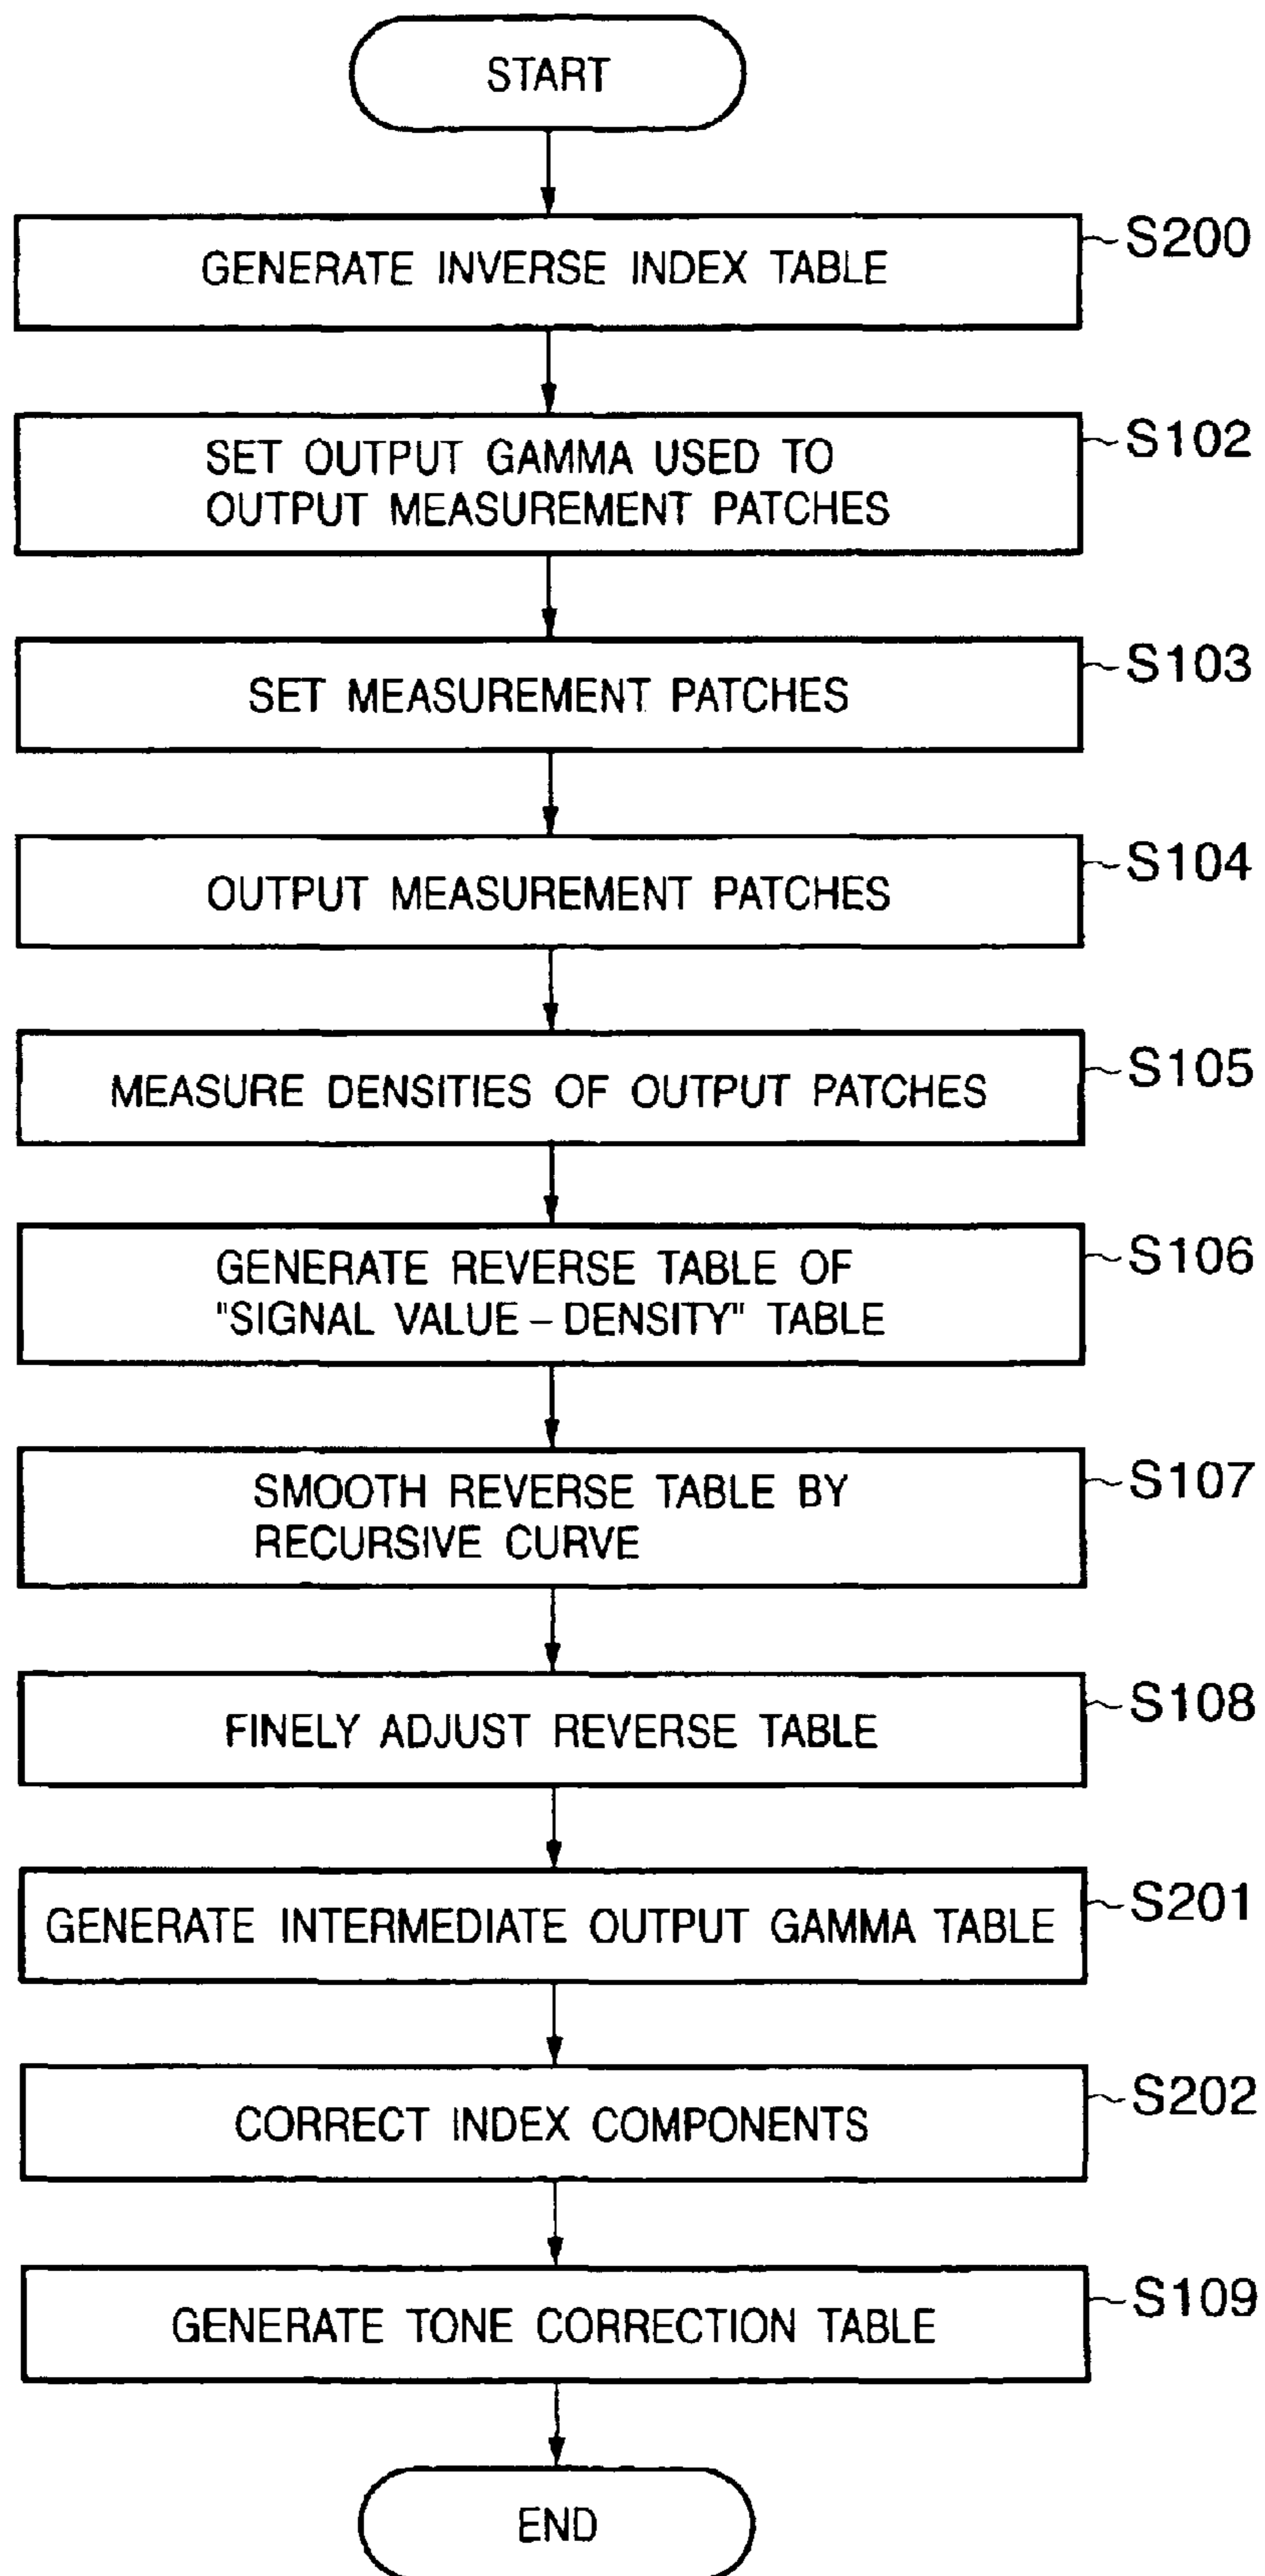 START
GENERATE INVERSE INDEX TABLE
S200
SET OUTPUT GAMMA USED TO
OUTPUT MEASUREMENT PATCHES
S102
SET MEASUREMENT PATCHES
S103
OUTPUT MEASUREMENT PATCHES
S104
MEASURE DENSITIES OF OUTPUT PATCHES
S105
GENERATE REVERSE TABLE OF
"SIGNAL VALUE – DENSITY" TABLE
S106
SMOOTH REVERSE TABLE BY
RECURSIVE CURVE
S107
FINELY ADJUST REVERSE TABLE
S108
GENERATE INTERMEDIATE OUTPUT GAMMA TABLE
S201
CORRECT INDEX COMPONENTS
S202
GENERATE TONE CORRECTION TABLE
S109
END